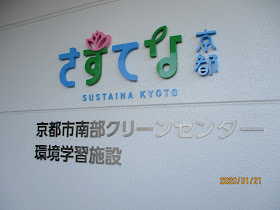 さすてな京都
SUSTAINA KYOTO
京都市南部クリーンセンター
環境学習施設
2020/01/21